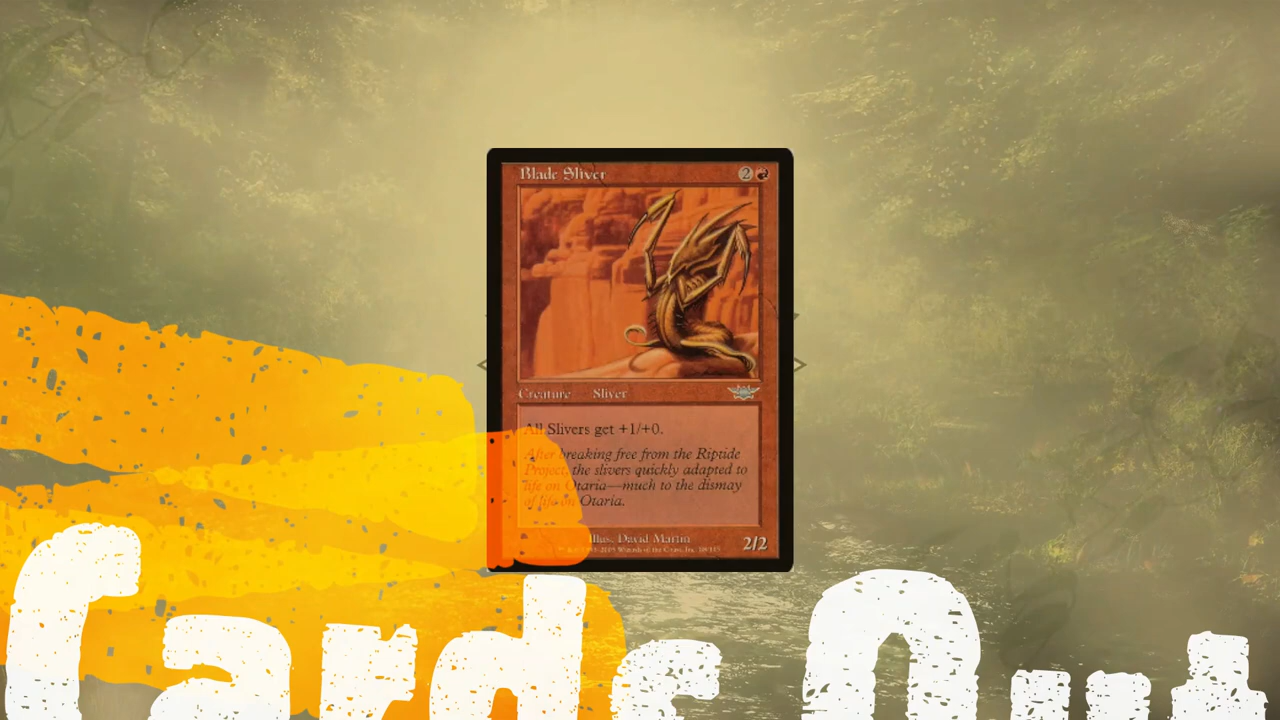 Blade Sliver 2
Creature Sliver
All Slivers get +1/+0.
After breaking free from the Riptide
Project, the slivers quickly adapted to
life on Otaria—much to the dismay
of life on Otaria.
Illus. David Martin
2/2
Cards Out